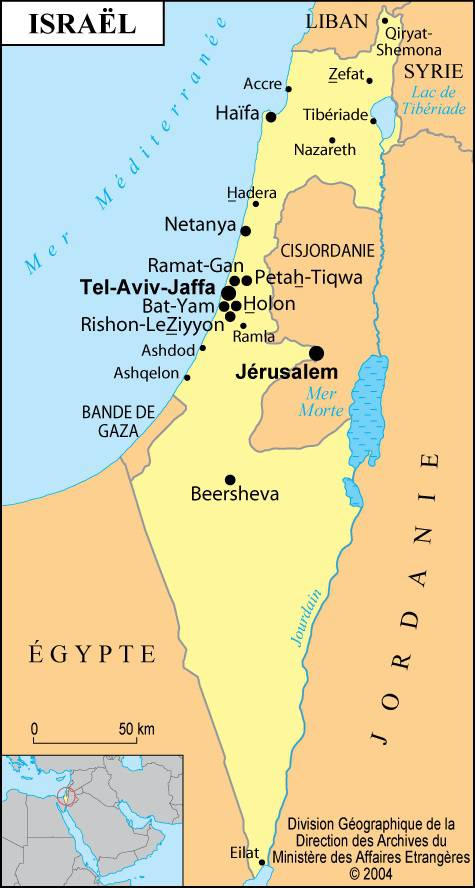 ISRAËL
LIBAN
Qiryat-
Shemona
SYRIE
Lac de
Tibériade
Mer Méditerranée
Zefat
Accre
Haïfa
Tibériade
Nazareth
Hadera
Netanya
CISJORDANIE
Ramat-Gan
Petah-Tiqwa
Tel-Aviv-Jaffa
Bat-Yam
Holon
Rishon-LeZiyyon
Ramla
Ashdod
Jérusalem
Ashqelon
Mer
Morte
BANDE DE
GAZA
Beersheva
JORDANIE
Jourdain
ÉGYPTE
0 50 km
Eilat
Division Géographique de la
Direction des Archives du
Ministère des Affaires Etrangères
© 2004